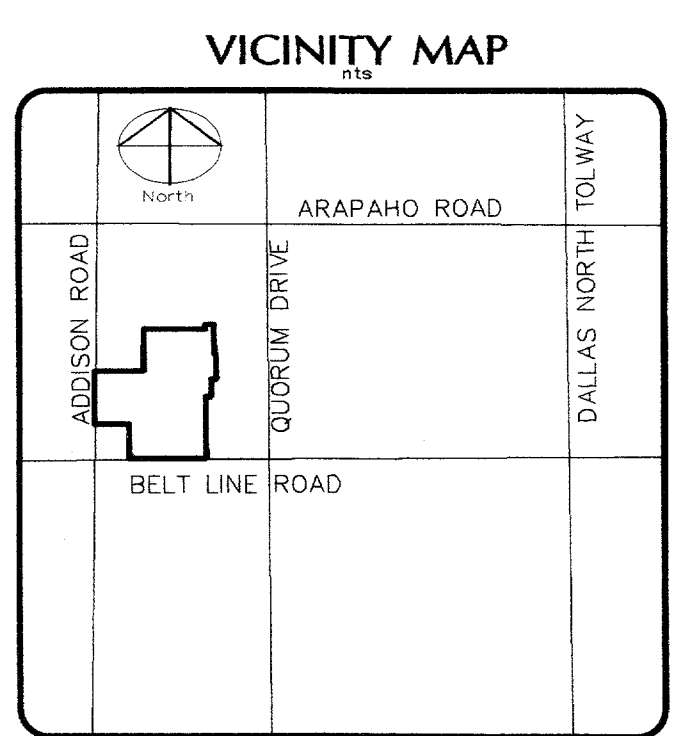 VICINITY MAP
nts
North
ARAPAHO ROAD
ADDISON ROAD
QUORUM DRIVE
DALLAS NORTH TOLWAY
BELT LINE ROAD